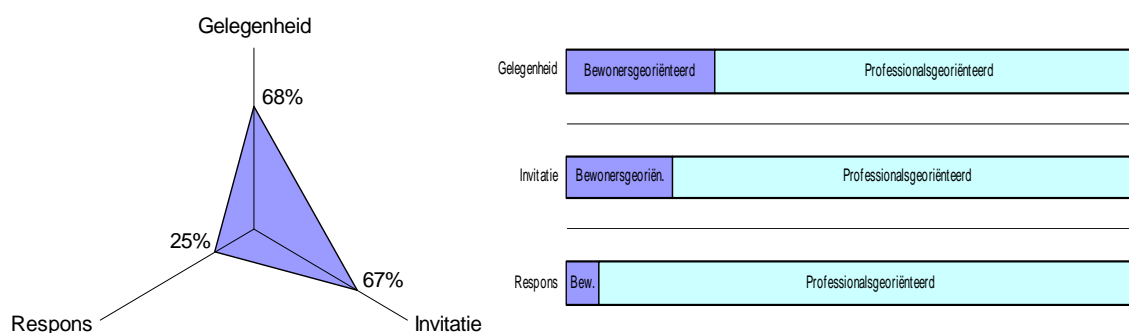 Gelegenheid
68%
25%
67%
Respons
Invitatie
Gelegenheid
Bewonersgeoriënteerd
Professionalsgeoriënteerd
Invitatie
Bewonersgeoriën.
Professionalsgeoriënteerd
Respons
Bew.
Professionalsgeoriënteerd